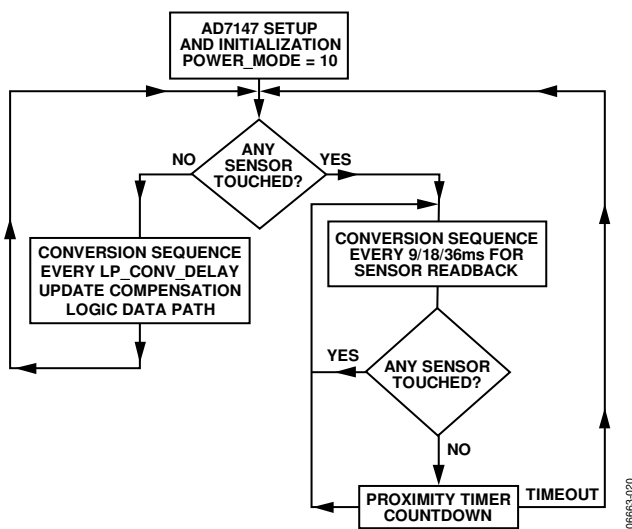 AD7147 SETUP
AND INITIALIZATION
POWER_MODE = 10
NO
ANY
SENSOR
TOUCHED?
YES
CONVERSION SEQUENCE
EVERY LP_CONV_DELAY
UPDATE COMPENSATION
LOGIC DATA PATH
CONVERSION SEQUENCE
EVERY 9/18/36ms FOR
SENSOR READBACK
YES
ANY SENSOR
TOUCHED?
NO
PROXIMITY TIMER
COUNTDOWN
TIMEOUT
06663-020